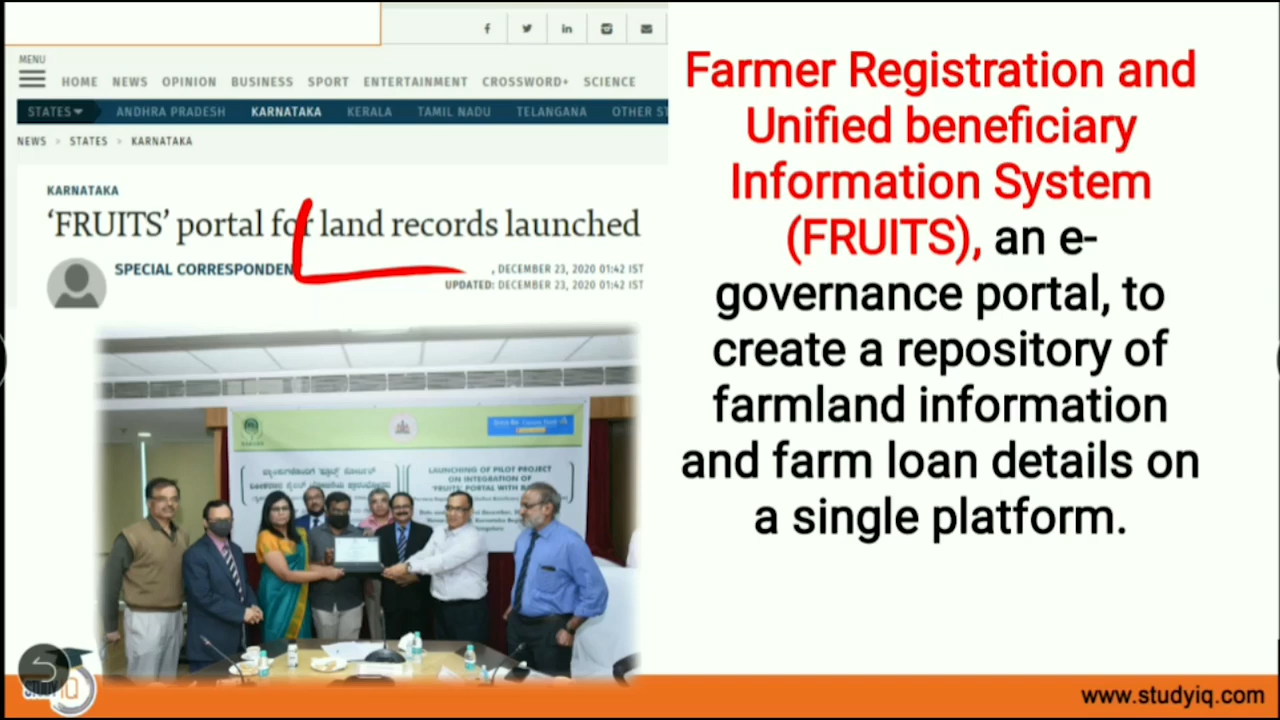 MENU
HOME NEWS OPINION BUSINESS SPORT ENTERTAINMENT CROSSWORD+ SCIENCE
STATES ANDHRA PRADESH KARNATAKA KERALA TAMIL NADU TELANGANA OTHER ST
NEWS > STATES > KARNATAKA
KARNATAKA
‘FRUITS’ portal for land records launched
SPECIAL CORRESPONDEN
, DECEMBER 23, 2020 01:42 IST
UPDATED: DECEMBER 23, 2020 01:42 IST
LAUNCHING OF PILOT PROJECT
ON INTEGRATION OF
'FRUITS' PORTAL WITH
Farmer Registration and
Unified beneficiary
Information System
(FRUITS), an e-
governance portal, to
create a repository of
farmland information
and farm loan details on
a single platform.
STUDY IQ
www.studyiq.com